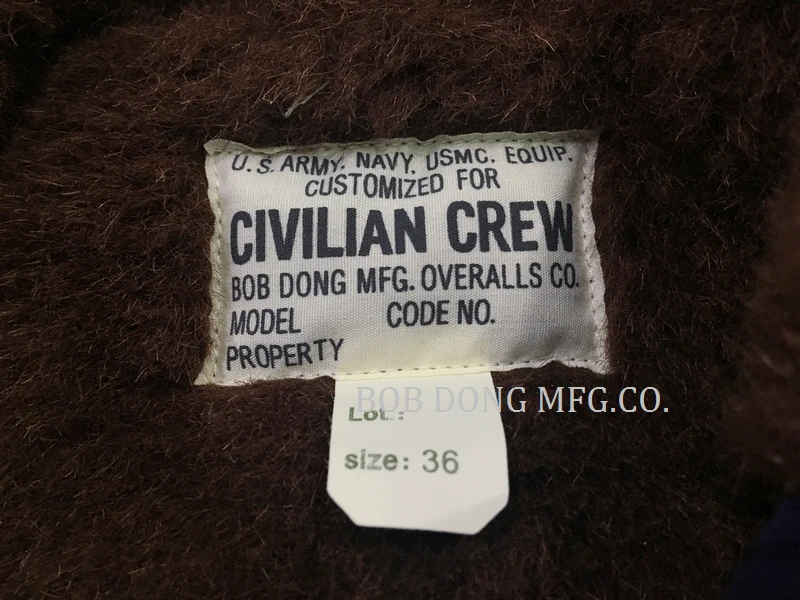 U.S. ARMY. NAVY. USMC. EQUIP.
CUSTOMIZED FOR
CIVILIAN CREW
BOB DONG MFG. OVERALLS CO.
MODEL CODE NO.
PROPERTY
BOB DONG MFG.CO.
Lot:
size: 36